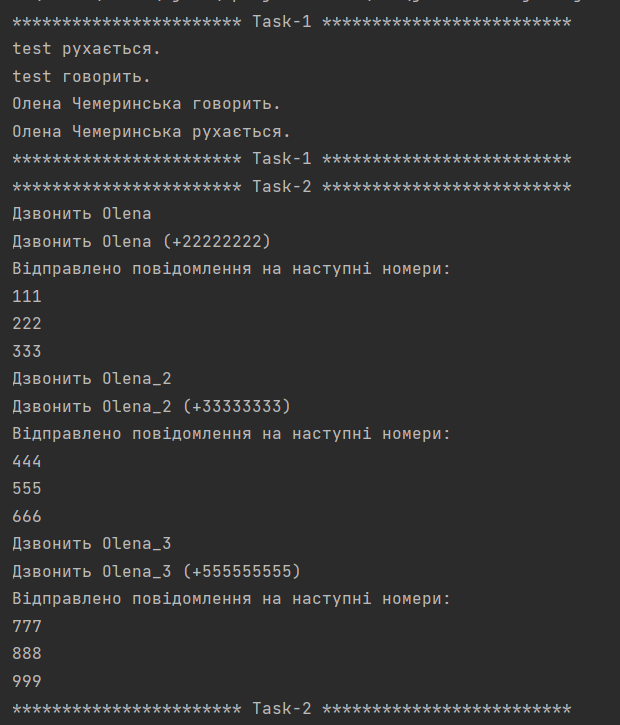 *********************** Task-1 *************************
test рухається.
test говорить.
Олена Чемеринська говорить.
Олена Чемеринська рухається.
*********************** Task-1 *************************
*********************** Task-2 *************************
Дзвонить Olena
Дзвонить Olena (+22222222)
Відправлено повідомлення на наступні номери:
111
222
333
Дзвонить Olena_2
Дзвонить Olena_2 (+33333333)
Відправлено повідомлення на наступні номери:
444
555
666
Дзвонить Olena_3
Дзвонить Olena_3 (+555555555)
Відправлено повідомлення на наступні номери:
777
888
999
*********************** Task-2 *************************